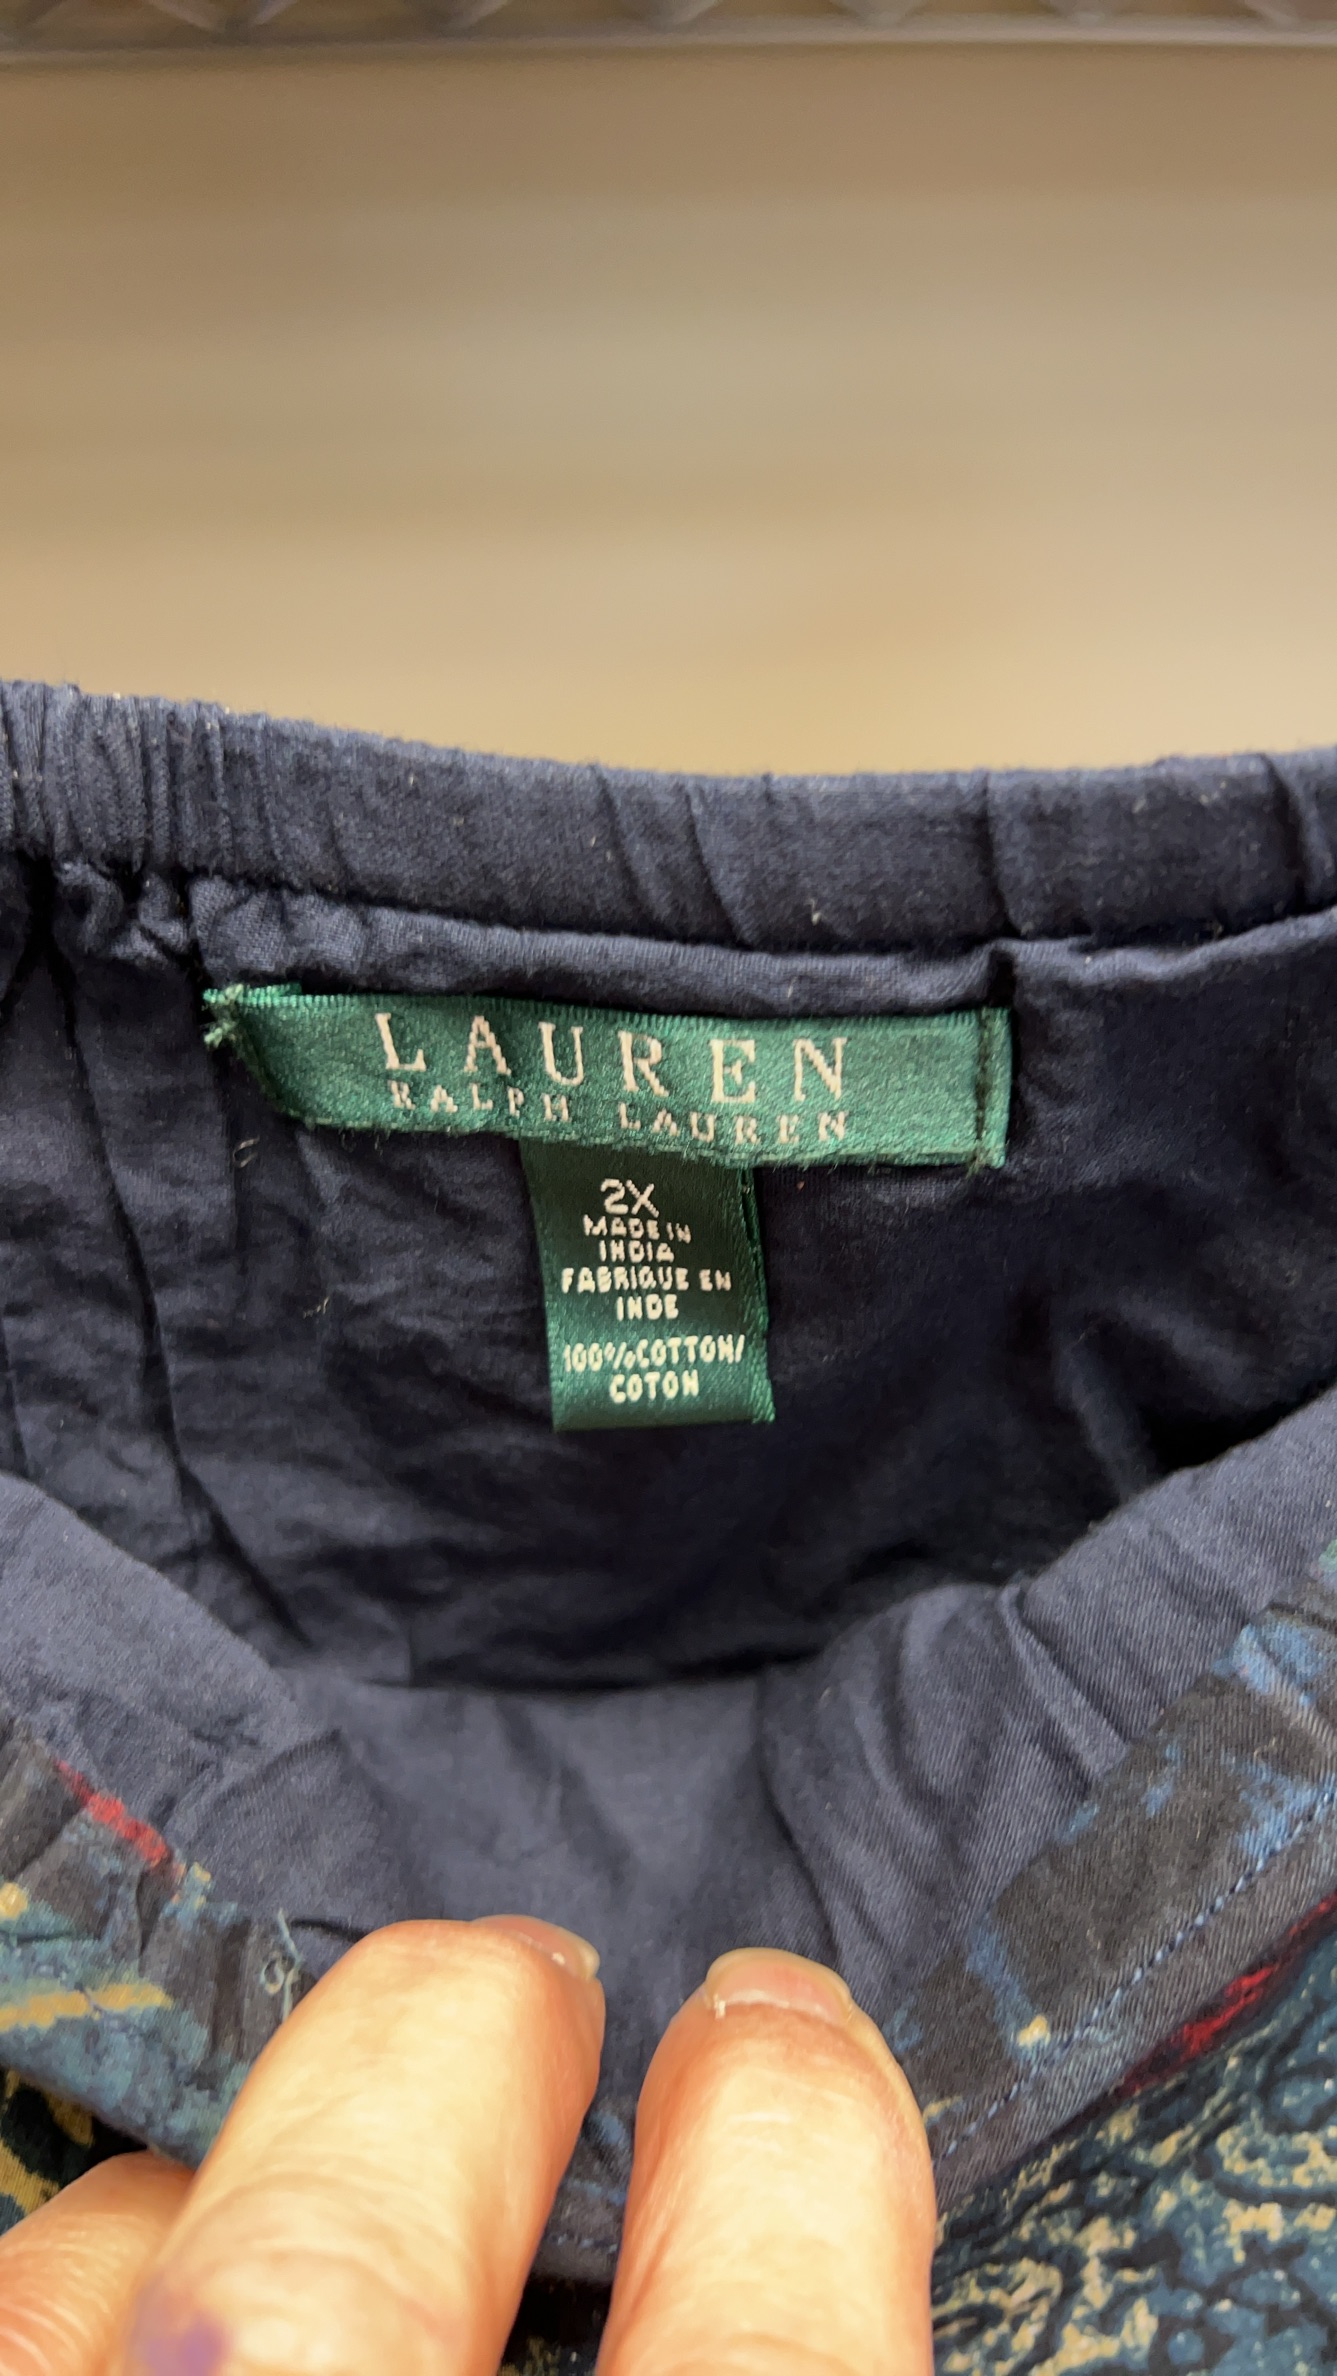 LAUREN
RALPH LAUREN
2X
MADE IN
INDIA
FABRIQUE EN
INDE
100%COTTON/
COTON